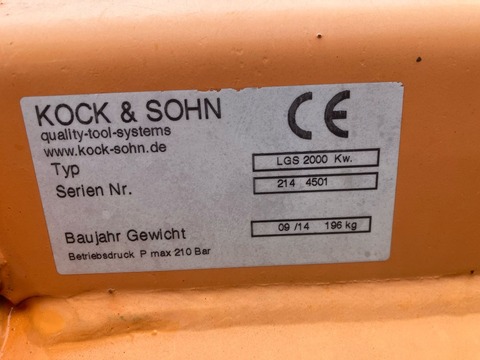 KOCK & SOHN CE
quality-tool-systems
www.kock-sohn.de
Typ LGS 2000 Kw.
Serien Nr. 214 4501
Baujahr Gewicht 09 /14 196 kg
Betriebsdruck P max 210 Bar